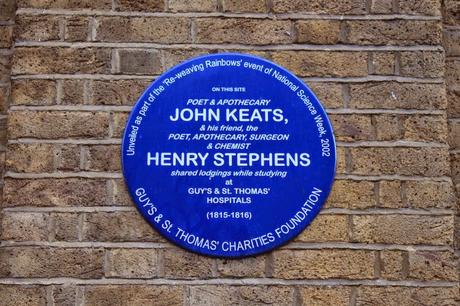 Unveiled as part of the 'Re-weaving Rainbows' event of National Science Week, 2002
ON THIS SITE
POET & APOTHECARY
JOHN KEATS,
& his friend, the
POET, APOTHECARY, SURGEON
& CHEMIST
HENRY STEPHENS
shared lodgings while studying
at
GUY'S & St. THOMAS'
HOSPITALS
(1815-1816)
GUY'S & St. THOMAS' CHARITIES FOUNDATION